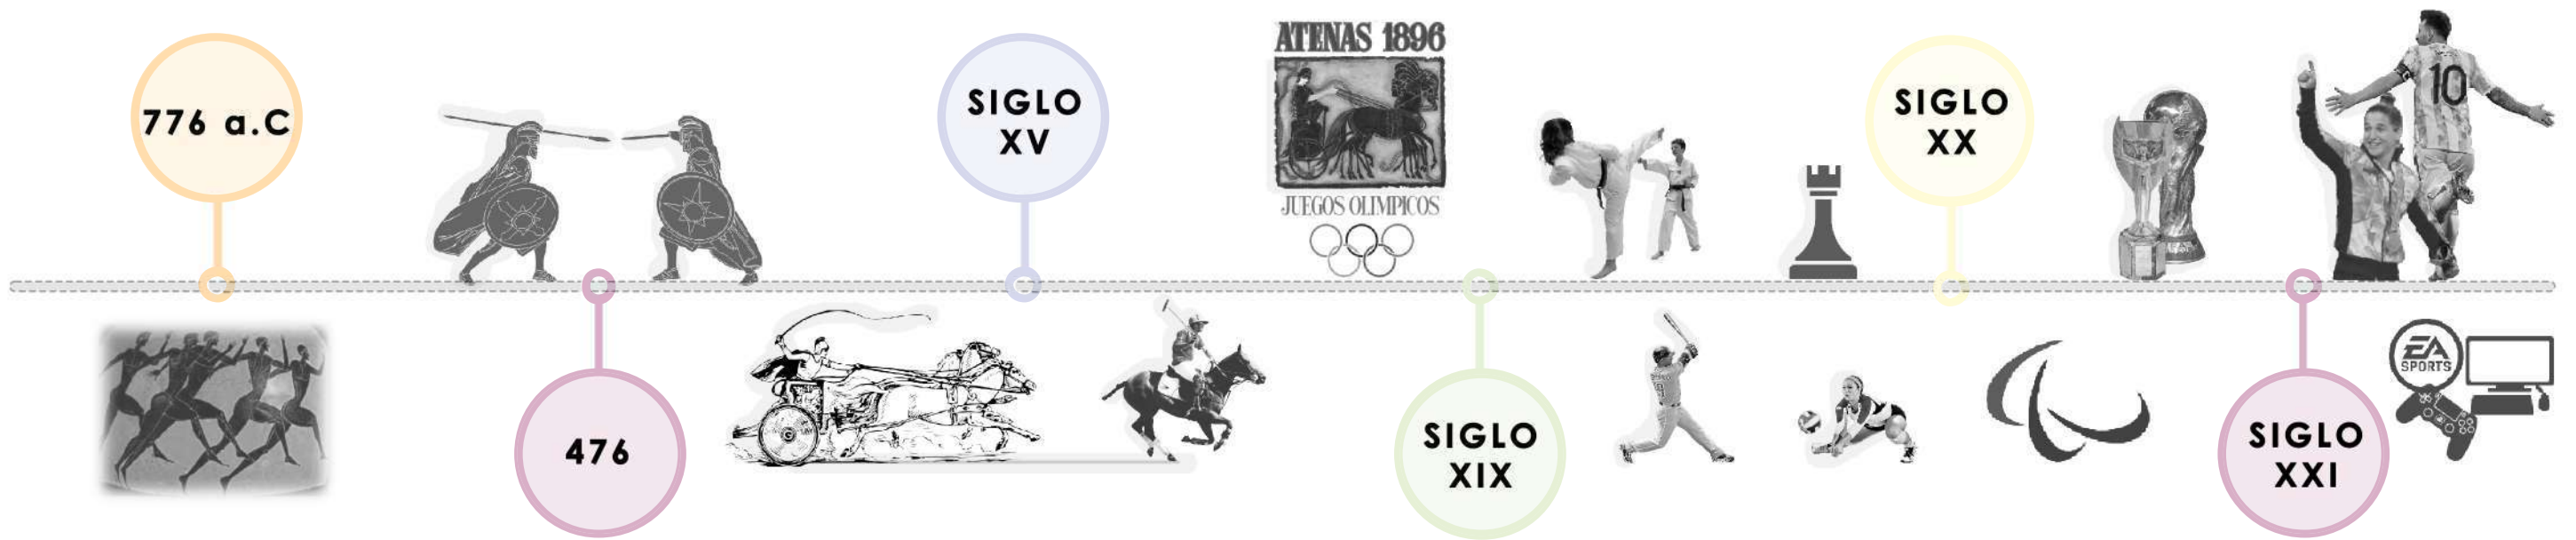 776 a.C
476
SIGLO
XV
ATENAS 1896
JUEGOS OLIMPICOS
SIGLO
XIX
SIGLO
XX
10
SIGLO
XXI
EA
SPORTS